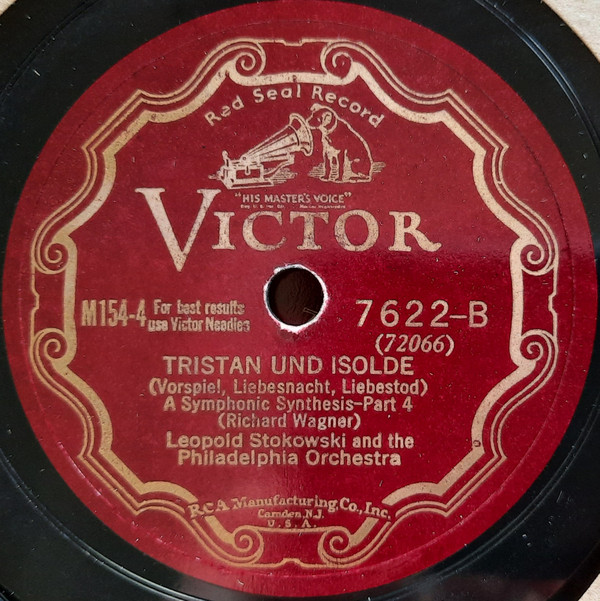 Red Seal Record
"HIS MASTER'S VOICE"
VICTOR
M154-4
For best results
use Victor Needles
7622-B
(72066)
TRISTAN UND ISOLDE
(Vorspiel, Liebesnacht, Liebestod)
A Symphonic Synthesis-Part 4
(Richard Wagner)
Leopold Stokowski and the
Philadelphia Orchestra
RCA Manufacturing Co., Inc.
Camden, N.J.
U.S.A.